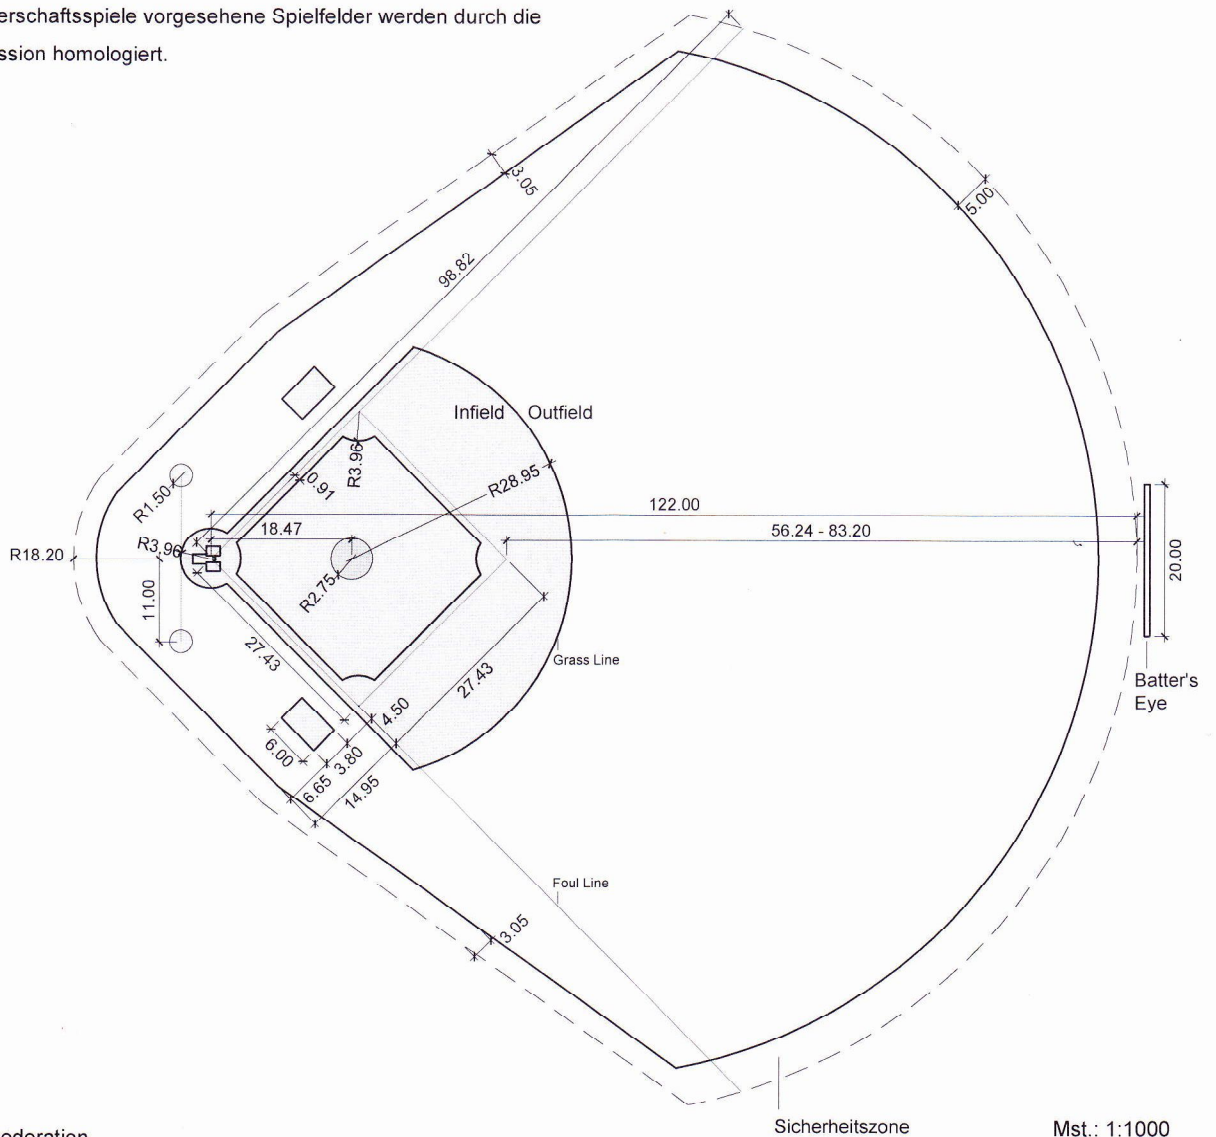 erschaftsspiele vorgesehene Spielfelder werden durch die
ssion homologiert.
3.05
5.00
98.82
Infield Outfield
R3.96
0.91
R28.95
R1.50
122.00
18.47
56.24 - 83.20
R3.96
R18.20
R2.75
11.00
20.00
27.43
Grass Line
27.43
Batter's
Eye
4.50
6.00
3.80
6.65
14.95
Foul Line
3.05
Sicherheitszone
Mst.: 1:1000